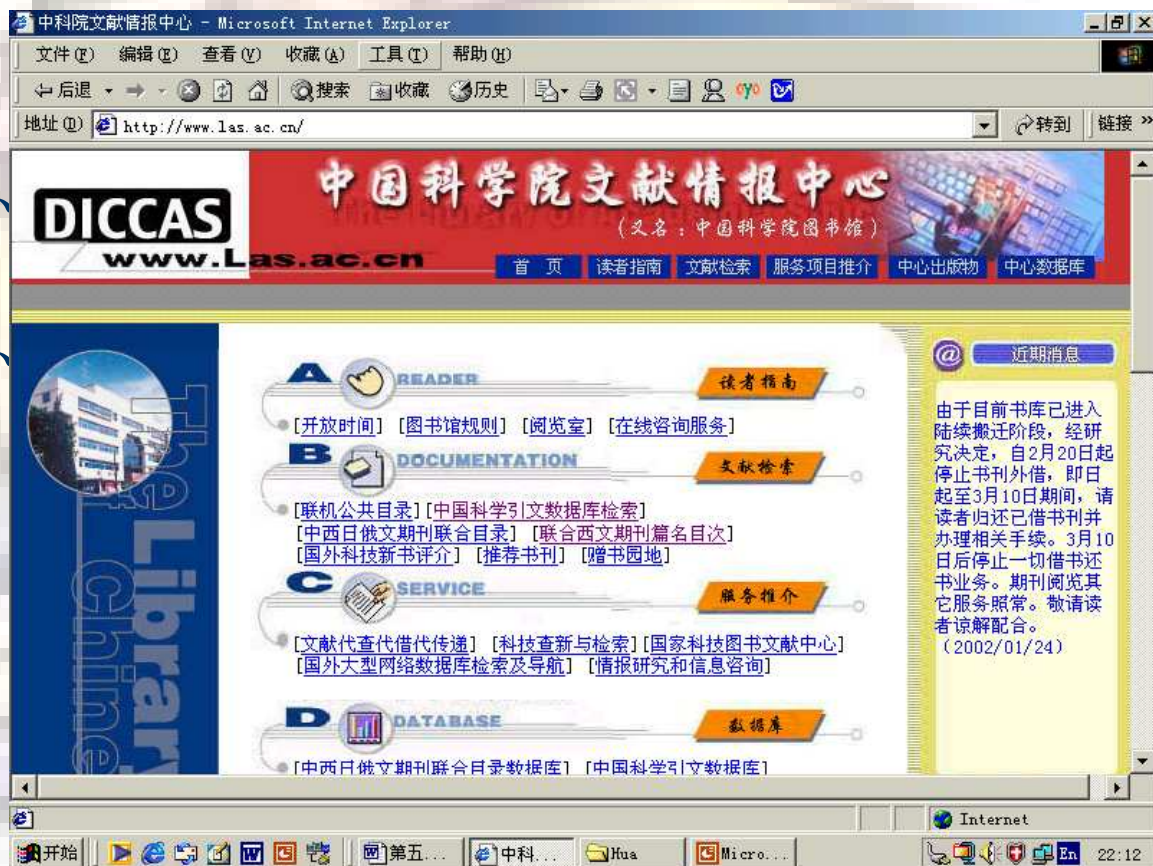 中科院文献情报中心 - Microsoft Internet Explorer
文件(F) 编辑(E) 查看(V) 收藏(A) 工具(T) 帮助(H)
后退 搜索 收藏 历史
地址(D) http://www.las.ac.cn/ 转到 链接 »
DICCAS
www.Las.ac.cn
中国科学院文献情报中心
(又名:中国科学院图书馆)
首 页 读者指南 文献检索 服务项目推介 中心出版物 中心数据库
The Library
Chine
A READER 读者指南
[开放时间] [图书馆规则] [阅览室] [在线咨询服务]
B DOCUMENTATION 文献检索
[联机公共目录] [中国科学引文数据库检索]
[中西日俄文期刊联合目录] [联合西文期刊篇名目次]
[国外科技新书评介] [推荐书刊] [赠书园地]
C SERVICE 服务推介
[文献代查代借代传递] [科技查新与检索] [国家科技图书文献中心]
[国外大型网络数据库检索及导航] [情报研究和信息咨询]
D DATABASE 数据库
[中西日俄文期刊联合目录数据库] [中国科学引文数据库]
@ 近期消息
由于目前书库已进入
陆续搬迁阶段,经研
究决定,自2月20日起
停止书刊外借,即日
起至3月10日期间,请
读者归还已借书刊并
办理相关手续。3月10
日后停止一切借书还
书业务。期刊阅览其
它服务照常。敬请读
者谅解配合。
(2002/01/24)
Internet
开始 第五... 中科... Hua Micro... En 22:12